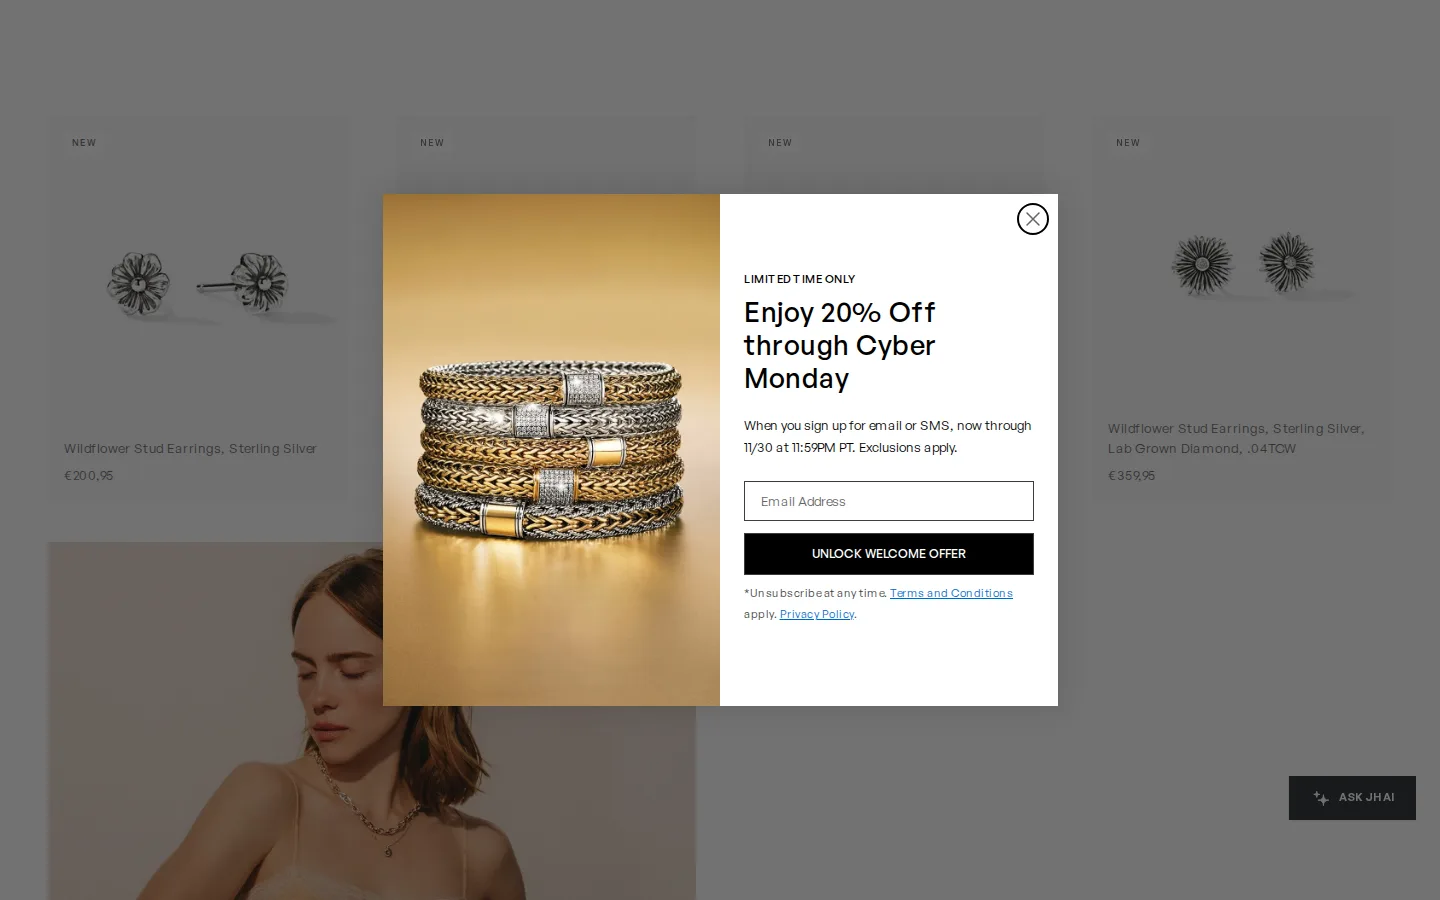 NEW
NEW
NEW
NEW
LIMITED TIME ONLY
Enjoy 20% Off
through Cyber
Monday
When you sign up for email or SMS, now through
11/30 at 11:59PM PT. Exclusions apply.
Email Address
UNLOCK WELCOME OFFER
*Unsubscribe at any time. Terms and Conditions
apply. Privacy Policy.
Wildflower Stud Earrings, Sterling Silver
€200,95
Wildflower Stud Earrings, Sterling Silver,
Lab Grown Diamond, .04TCW
€359,95
ASK JHAI